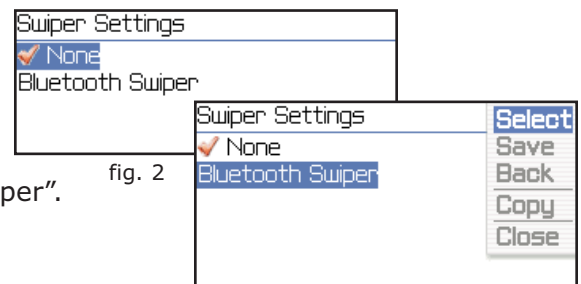 Swiper Settings
None
Bluetooth Swiper
fig. 2
per”.
Swiper Settings
None
Bluetooth Swiper
Select
Save
Back
Copy
Close